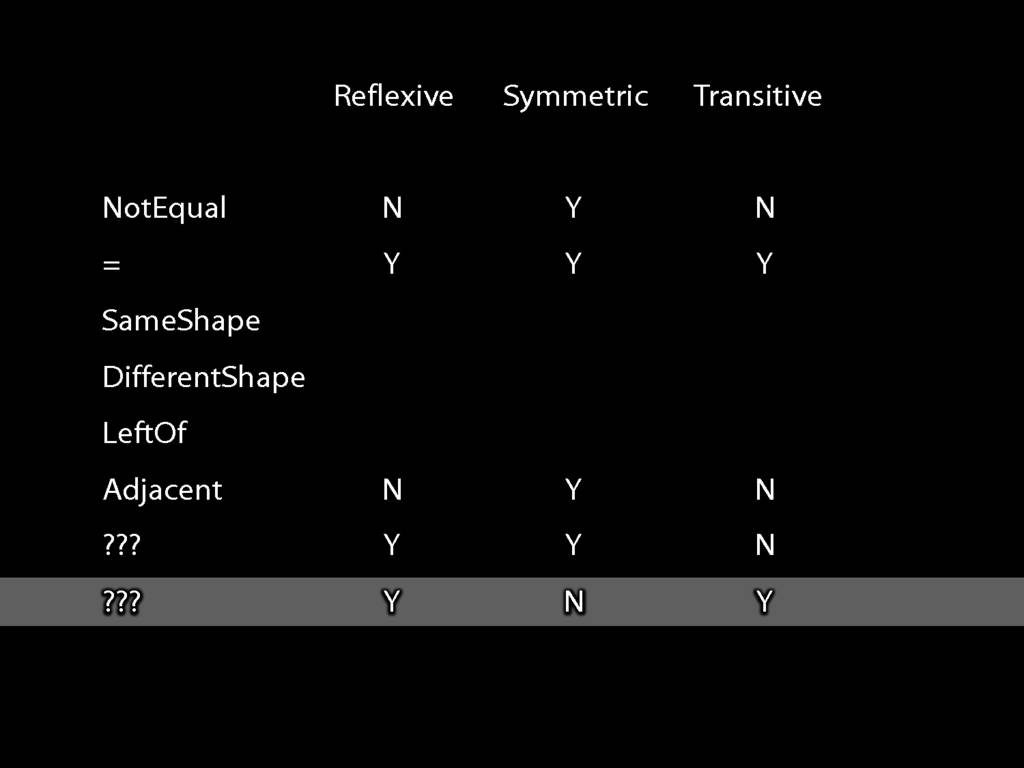 Reflexive Symmetric Transitive
NotEqual N Y N
= Y Y Y
SameShape
DifferentShape
LeftOf
Adjacent N Y N
??? Y Y N
??? Y N Y